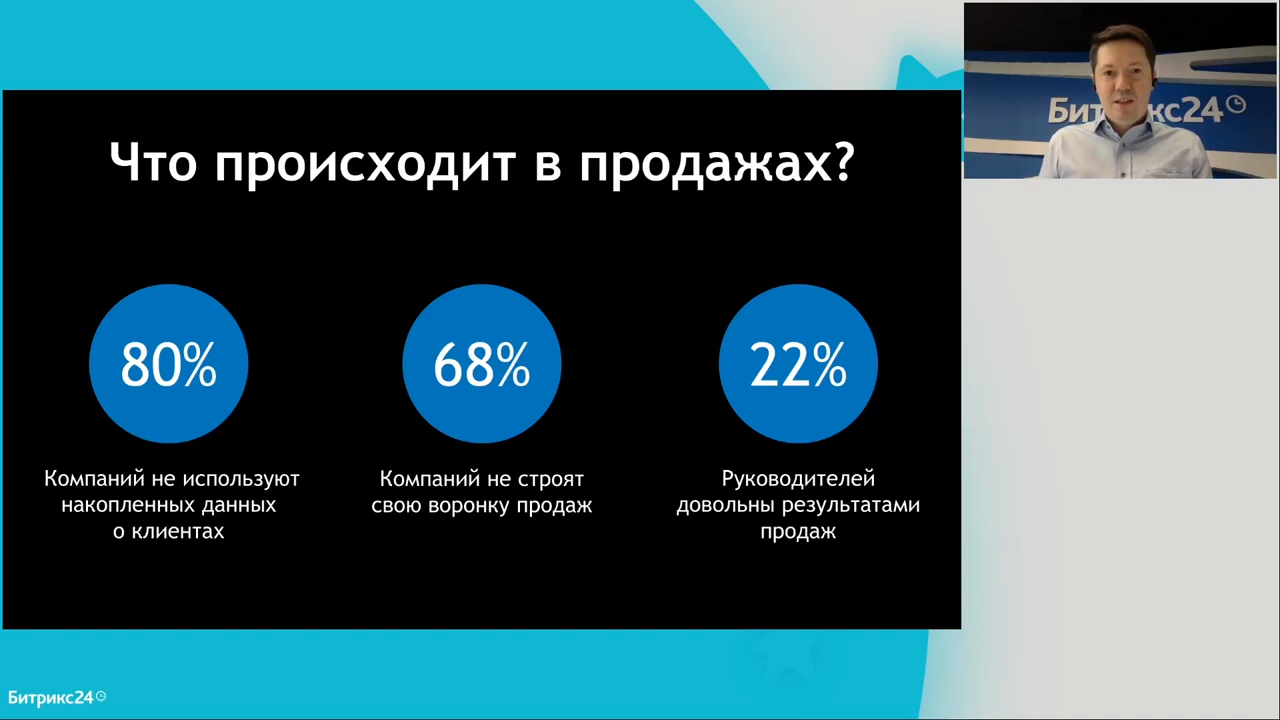 Что происходит в продажах?
80%
68%
22%
Компаний не используют
накопленных данных
о клиентах
Компаний не строят
свою воронку продаж
Руководителей
довольны результатами
продаж
Битрикс24
Битрикс24